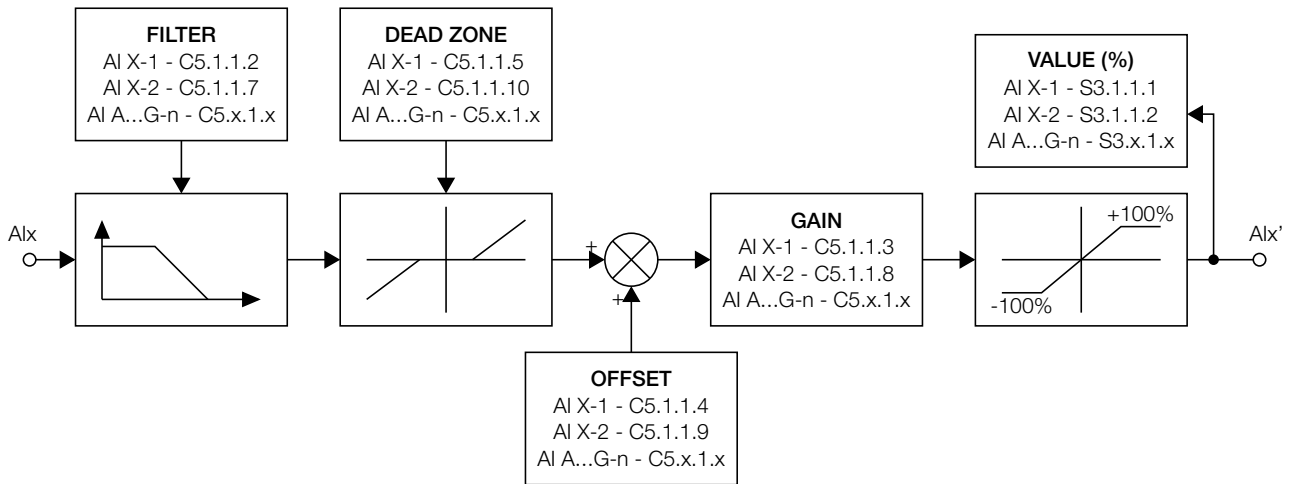 FILTER
AI X-1 - C5.1.1.2
AI X-2 - C5.1.1.7
AI A...G-n - C5.x.1.x
DEAD ZONE
AI X-1 - C5.1.1.5
AI X-2 - C5.1.1.10
AI A...G-n - C5.x.1.x
VALUE (%)
AI X-1 - S3.1.1.1
AI X-2 - S3.1.1.2
AI A...G-n - S3.x.1.x
AIx
+
+
GAIN
AI X-1 - C5.1.1.3
AI X-2 - C5.1.1.8
AI A...G-n - C5.x.1.x
+100%
-100%
AIx'
OFFSET
AI X-1 - C5.1.1.4
AI X-2 - C5.1.1.9
AI A...G-n - C5.x.1.x